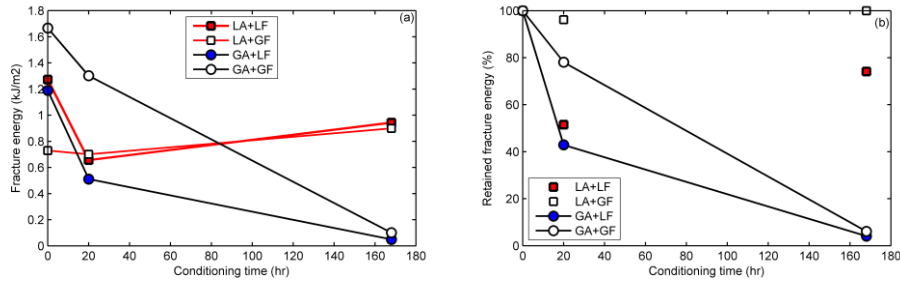 (a)
Fracture energy (kJ/m2)
1.8
1.6
1.4
1.2
1
0.8
0.6
0.4
0.2
0
LA+LF
LA+GF
GA+LF
GA+GF
0 20 40 60 80 100 120 140 160 180
Conditioning time (hr)
(b)
Retained fracture energy (%)
100
80
60
40
20
0
LA+LF
LA+GF
GA+LF
GA+GF
0 20 40 60 80 100 120 140 160 180
Conditioning time (hr)